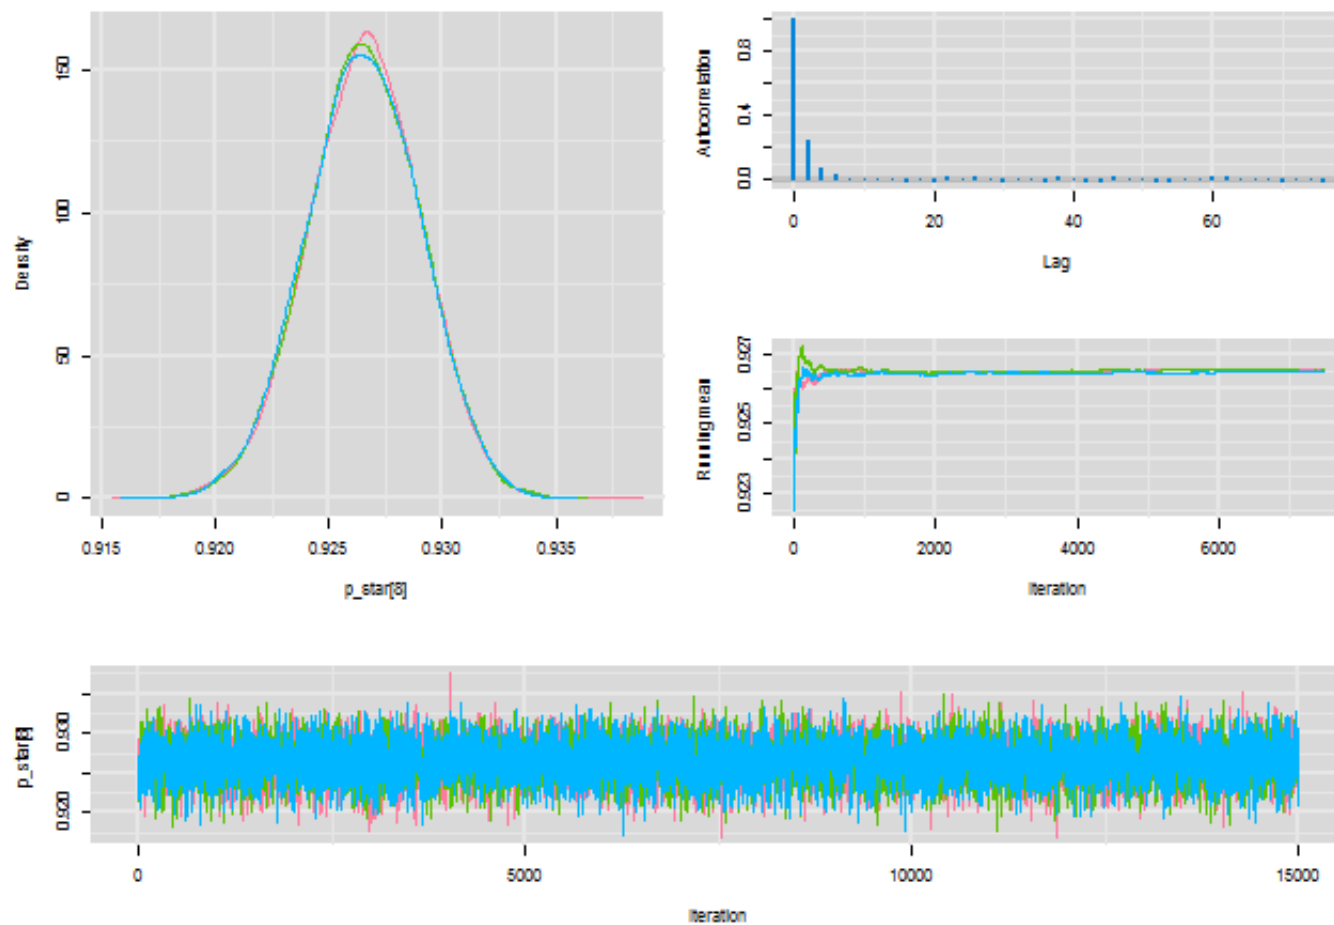 150
100
50
0
Density
0.915 0.920 0.925 0.930 0.935
p_star[8]
0.8
0.4
0.0
Autocorrelation
0 20 40 60
Lag
0.927
0.925
0.923
Running mean
0 2000 4000 6000
Iteration
0.930
0.920
p_star[8]
0 5000 10000 15000
Iteration